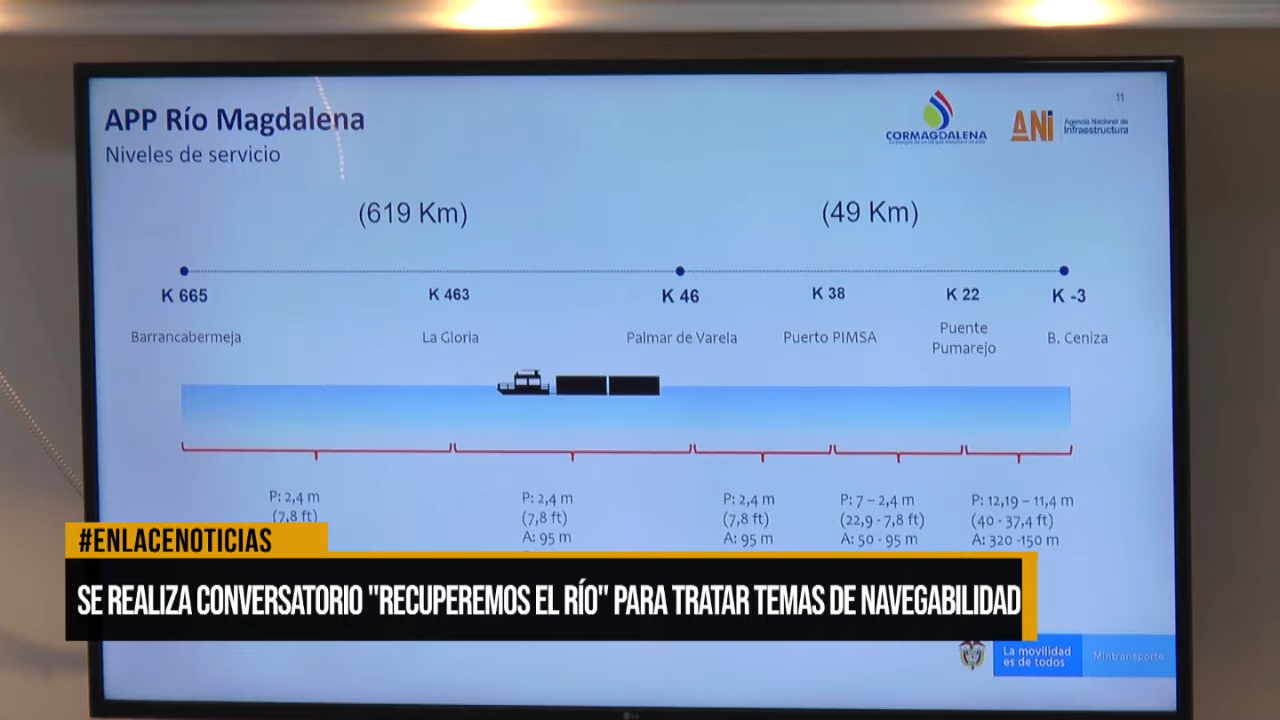 11
APP Río Magdalena
Niveles de servicio
CORMAGDALENA
ANi
Agencia Nacional de
Infraestructura
(619 Km)
(49 Km)
K 665
K 463
K 46
K 38
K 22
K -3
Barrancabermeja
La Gloria
Palmar de Varela
Puerto PIMSA
Puente
Pumarejo
B. Ceniza
P: 2,4 m
(7,8 ft)
P: 2,4 m
(7,8 ft)
A: 95 m
P: 2,4 m
(7,8 ft)
A: 95 m
P: 7 – 2,4 m
(22,9 - 7,8 ft)
A: 50 - 95 m
P: 12,19 – 11,4 m
(40 - 37,4 ft)
A: 320 -150 m
#ENLACENOTICIAS
SE REALIZA CONVERSATORIO "RECUPEREMOS EL RÍO" PARA TRATAR TEMAS DE NAVEGABILIDAD
La movilidad
es de todos
Mintransporte
LG